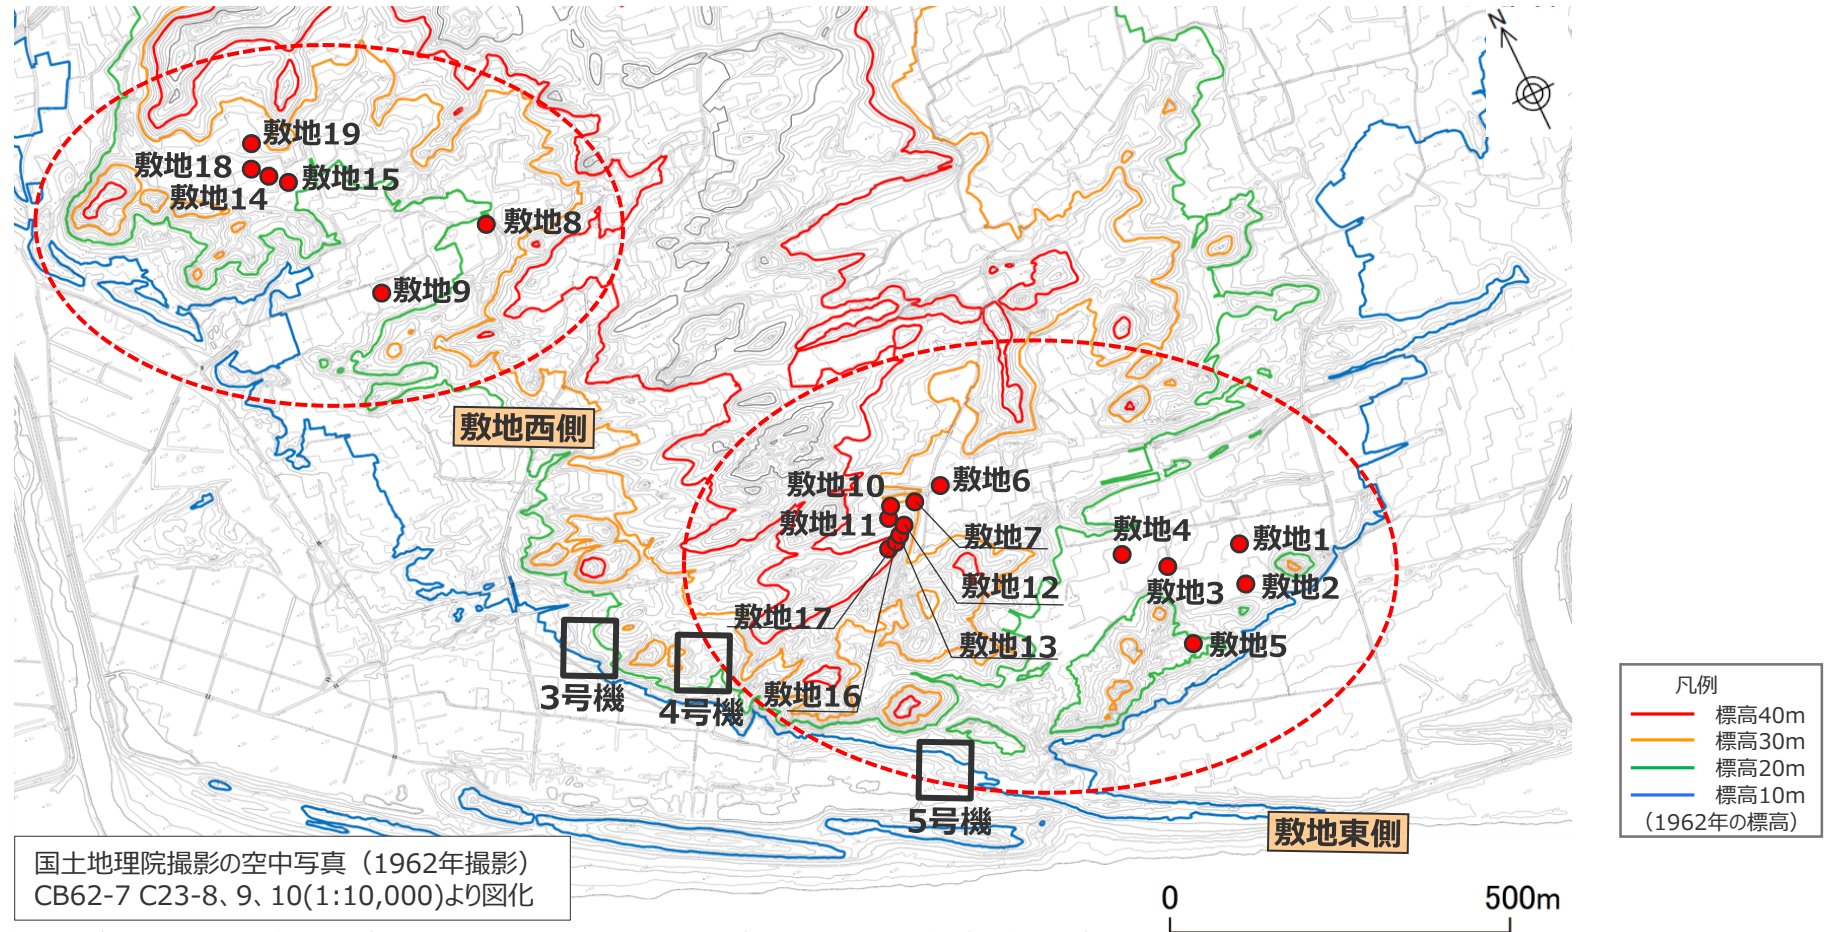 N
敷地19
敷地18
敷地15
敷地14
敷地8
敷地9
敷地西側
敷地10
敷地6
敷地11
敷地7
敷地4
敷地1
敷地12
敷地3
敷地2
敷地17
敷地13
敷地5
敷地16
3号機
4号機
5号機
敷地東側
凡例
標高40m
標高30m
標高20m
標高10m
（1962年の標高）
国土地理院撮影の空中写真（1962年撮影）
CB62-7 C23-8、9、10(1:10,000)より図化
0 500m